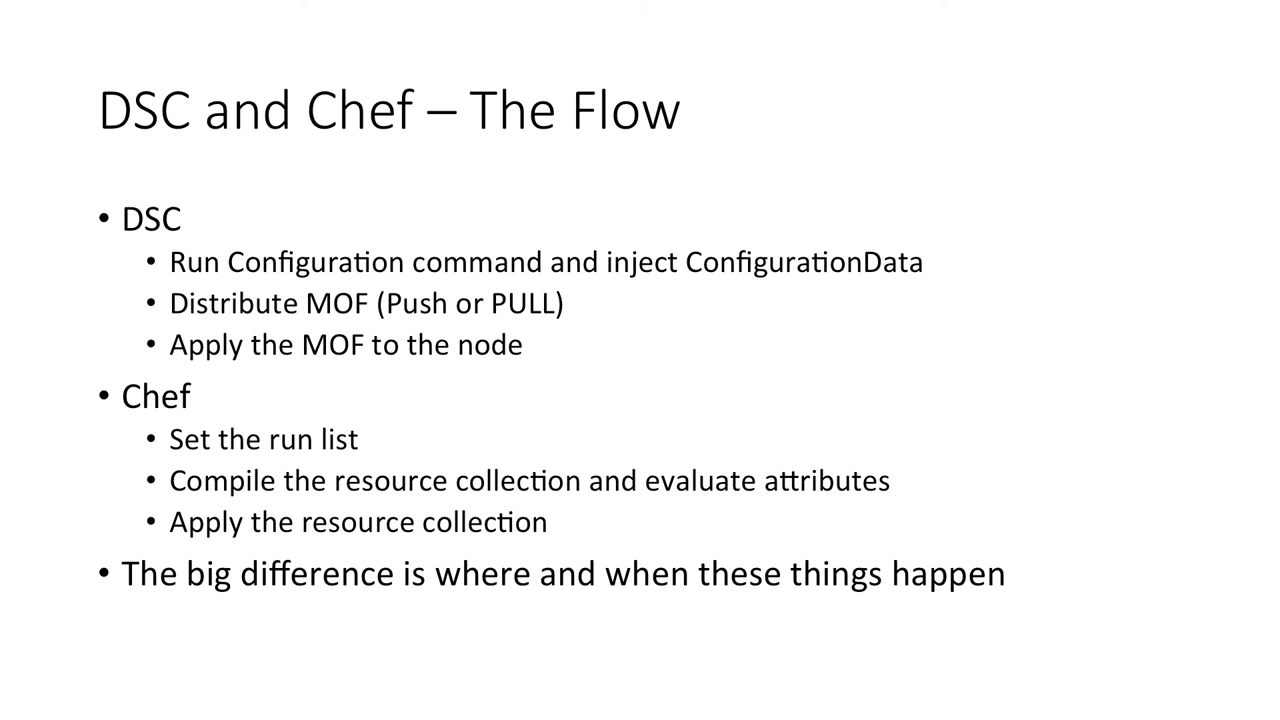 DSC and Chef – The Flow
• DSC
• Run Configuration command and inject ConfigurationData
• Distribute MOF (Push or PULL)
• Apply the MOF to the node
• Chef
• Set the run list
• Compile the resource collection and evaluate attributes
• Apply the resource collection
• The big difference is where and when these things happen